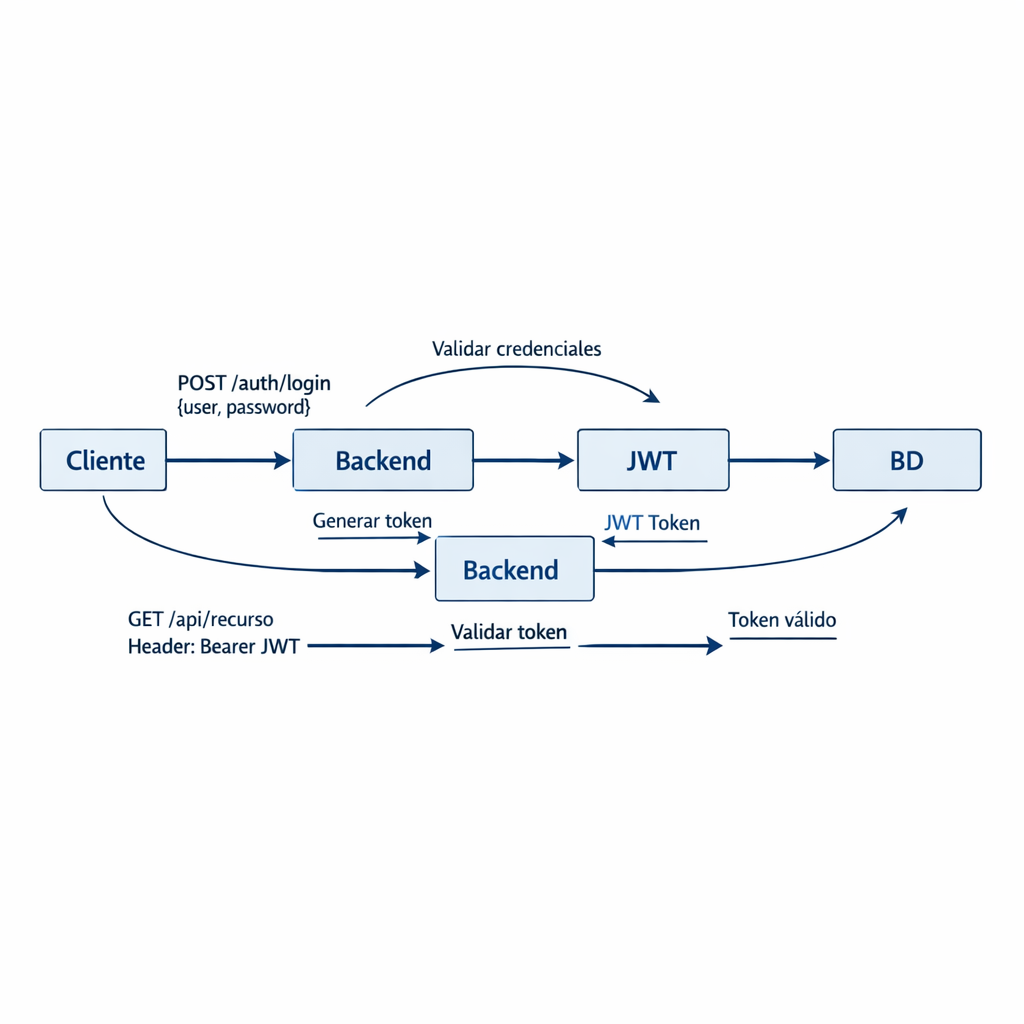 Validar credenciales
POST /auth/login
{user, password}
Cliente
Backend
JWT
BD
Generar token
JWT Token
Backend
GET /api/recurso
Header: Bearer JWT
Validar token
Token válido